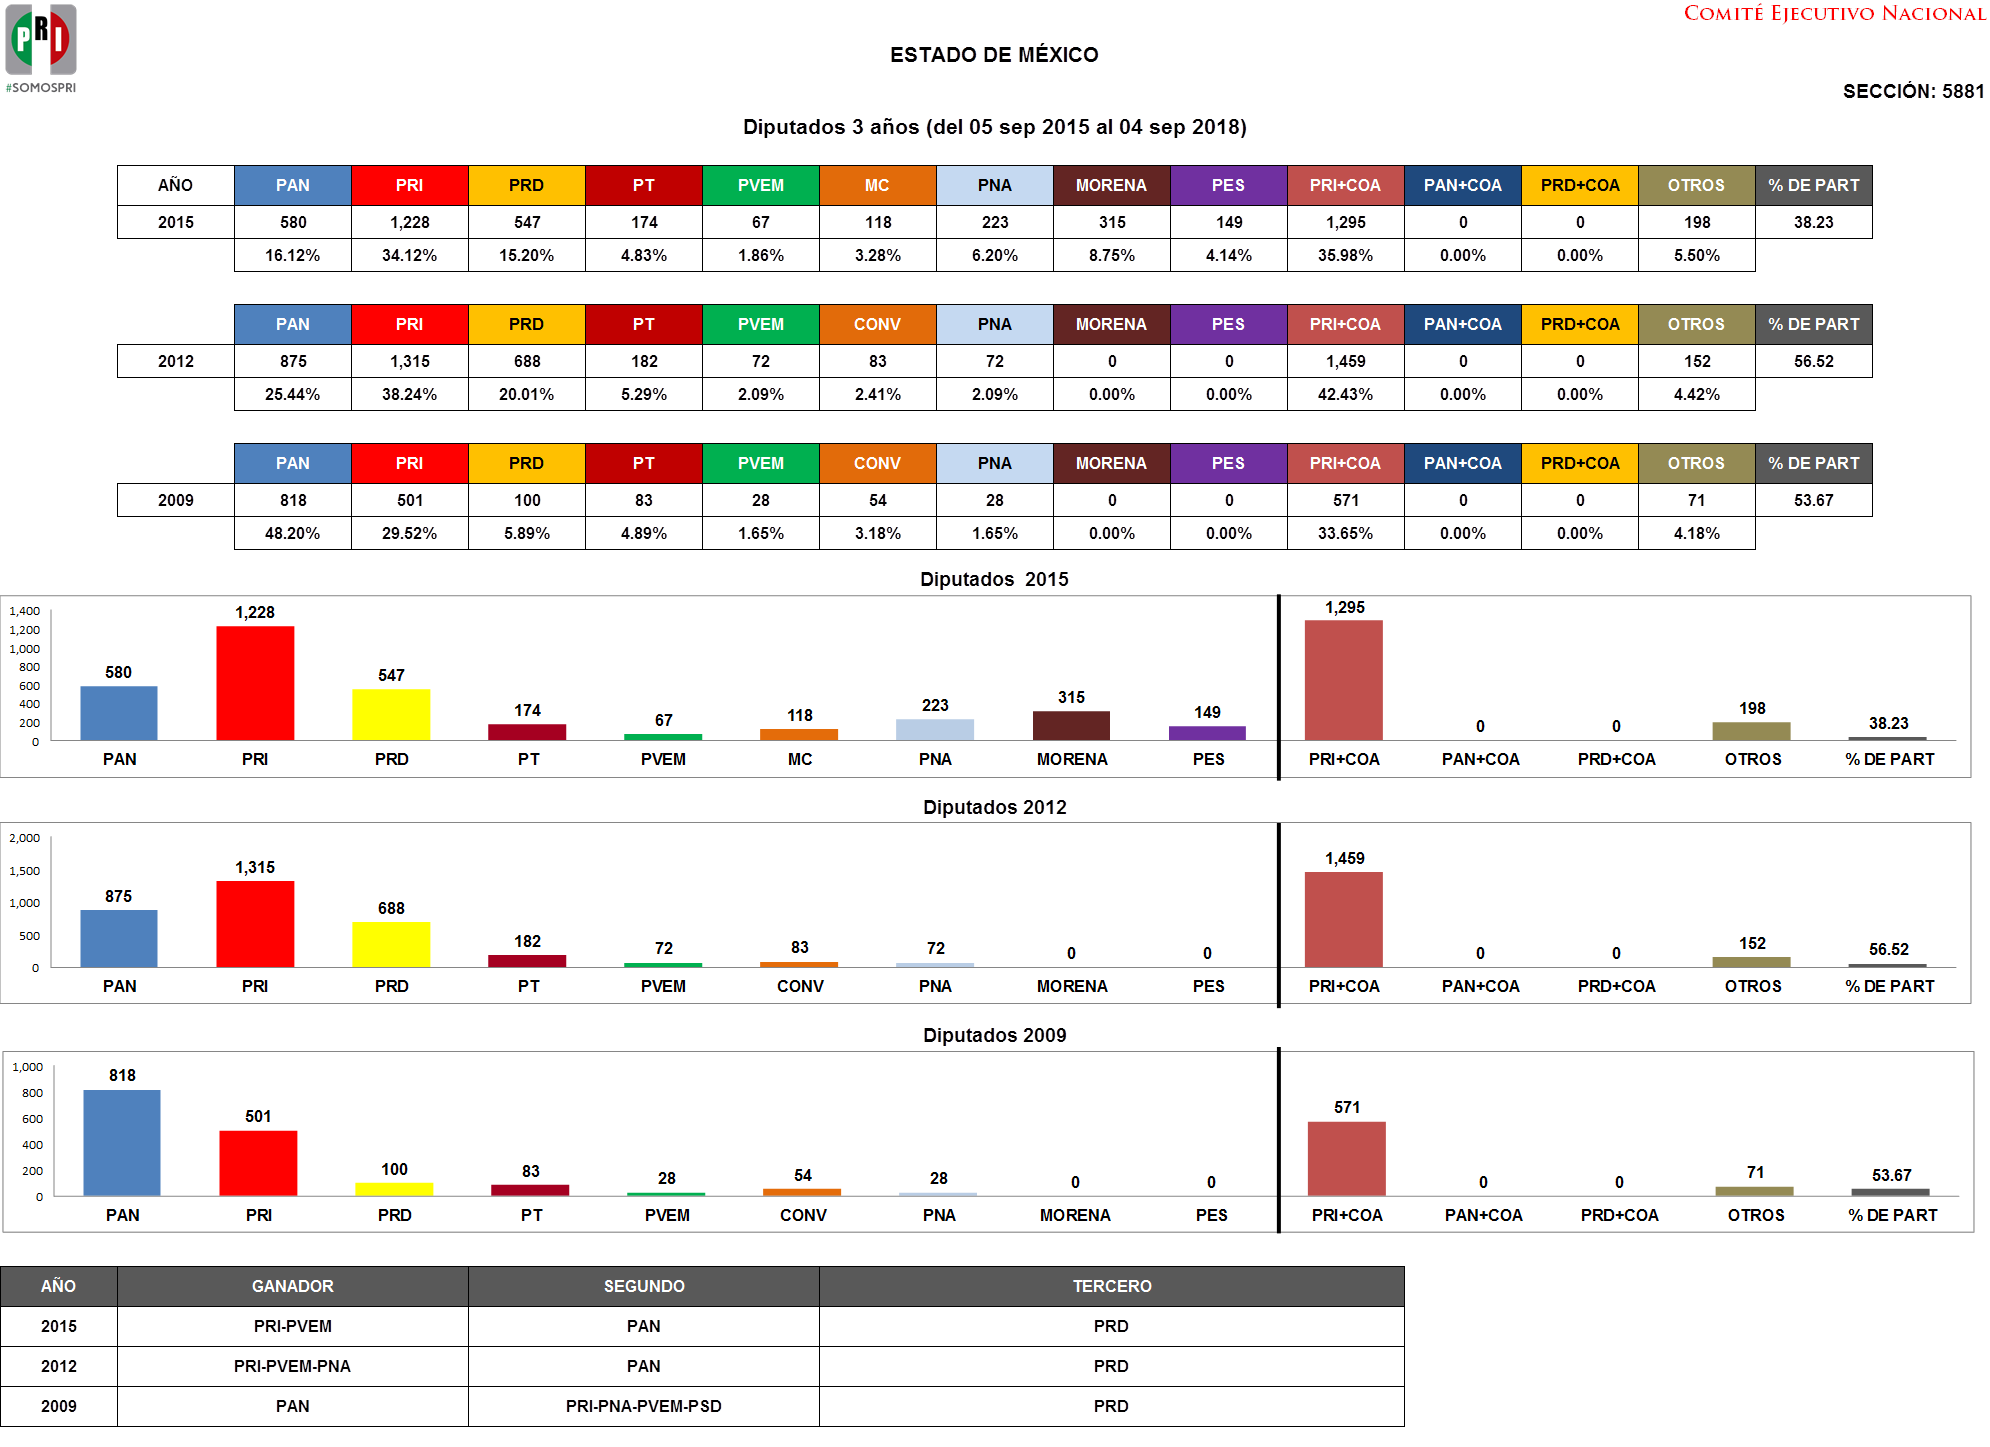 PRI
#SOMOSPRI
COMITÉ EJECUTIVO NACIONAL
ESTADO DE MÉXICO
SECCIÓN: 5881
Diputados 3 años (del 05 sep 2015 al 04 sep 2018)
AÑO PAN PRI PRD PT PVEM MC PNA MORENA PES PRI+COA PAN+COA PRD+COA OTROS % DE PART
2015 580 1,228 547 174 67 118 223 315 149 1,295 0 0 198 38.23
16.12% 34.12% 15.20% 4.83% 1.86% 3.28% 6.20% 8.75% 4.14% 35.98% 0.00% 0.00% 5.50%
PAN PRI PRD PT PVEM CONV PNA MORENA PES PRI+COA PAN+COA PRD+COA OTROS % DE PART
2012 875 1,315 688 182 72 83 72 0 0 1,459 0 0 152 56.52
25.44% 38.24% 20.01% 5.29% 2.09% 2.41% 2.09% 0.00% 0.00% 42.43% 0.00% 0.00% 4.42%
PAN PRI PRD PT PVEM CONV PNA MORENA PES PRI+COA PAN+COA PRD+COA OTROS % DE PART
2009 818 501 100 83 28 54 28 0 0 571 0 0 71 53.67
48.20% 29.52% 5.89% 4.89% 1.65% 3.18% 1.65% 0.00% 0.00% 33.65% 0.00% 0.00% 4.18%
Diputados 2015
1,400
1,200
1,000
800
600
400
200
0
580 1,228 547 174 67 118 223 315 149 1,295 0 0 198 38.23
PAN PRI PRD PT PVEM MC PNA MORENA PES PRI+COA PAN+COA PRD+COA OTROS % DE PART
Diputados 2012
2,000
1,500
1,000
500
0
875 1,315 688 182 72 83 72 0 0 1,459 0 0 152 56.52
PAN PRI PRD PT PVEM CONV PNA MORENA PES PRI+COA PAN+COA PRD+COA OTROS % DE PART
Diputados 2009
1,000
800
600
400
200
0
818 501 100 83 28 54 28 0 0 571 0 0 71 53.67
PAN PRI PRD PT PVEM CONV PNA MORENA PES PRI+COA PAN+COA PRD+COA OTROS % DE PART
AÑO GANADOR SEGUNDO TERCERO
2015 PRI-PVEM PAN PRD
2012 PRI-PVEM-PNA PAN PRD
2009 PAN PRI-PNA-PVEM-PSD PRD